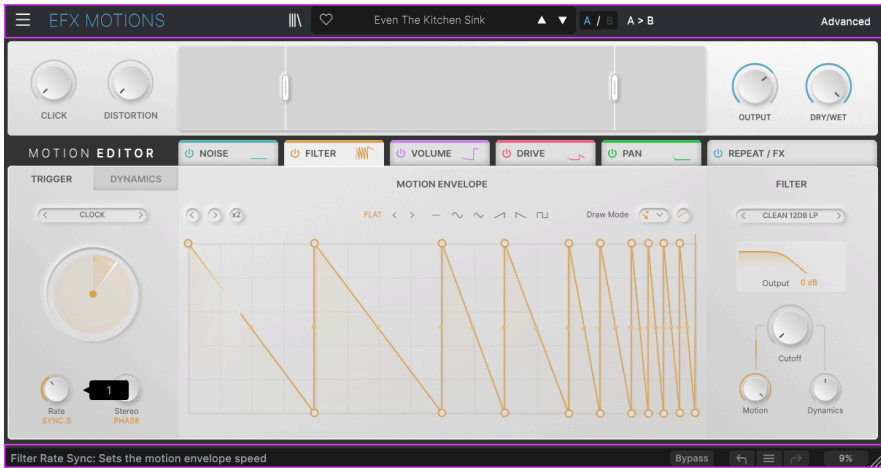 EFX MOTIONS
Even The Kitchen Sink
A / B
A > B
Advanced
CLICK
DISTORTION
OUTPUT
DRY/WET
MOTION EDITOR
NOISE
FILTER
VOLUME
DRIVE
PAN
REPEAT / FX
TRIGGER
DYNAMICS
MOTION ENVELOPE
FILTER
CLOCK
x2
FLAT
Draw Mode
CLEAN 12DB LP
Output 0 dB
Cutoff
1
Rate
SYNC.S
Stereo
PHASE
Motion
Dynamics
Filter Rate Sync: Sets the motion envelope speed
Bypass
9%